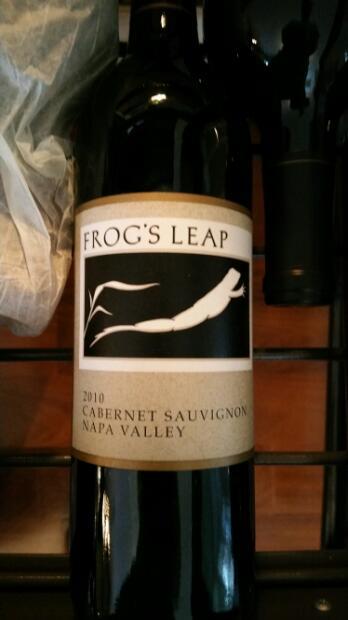 FROG'S LEAP
2010
CABERNET SAUVIGNON
NAPA VALLEY